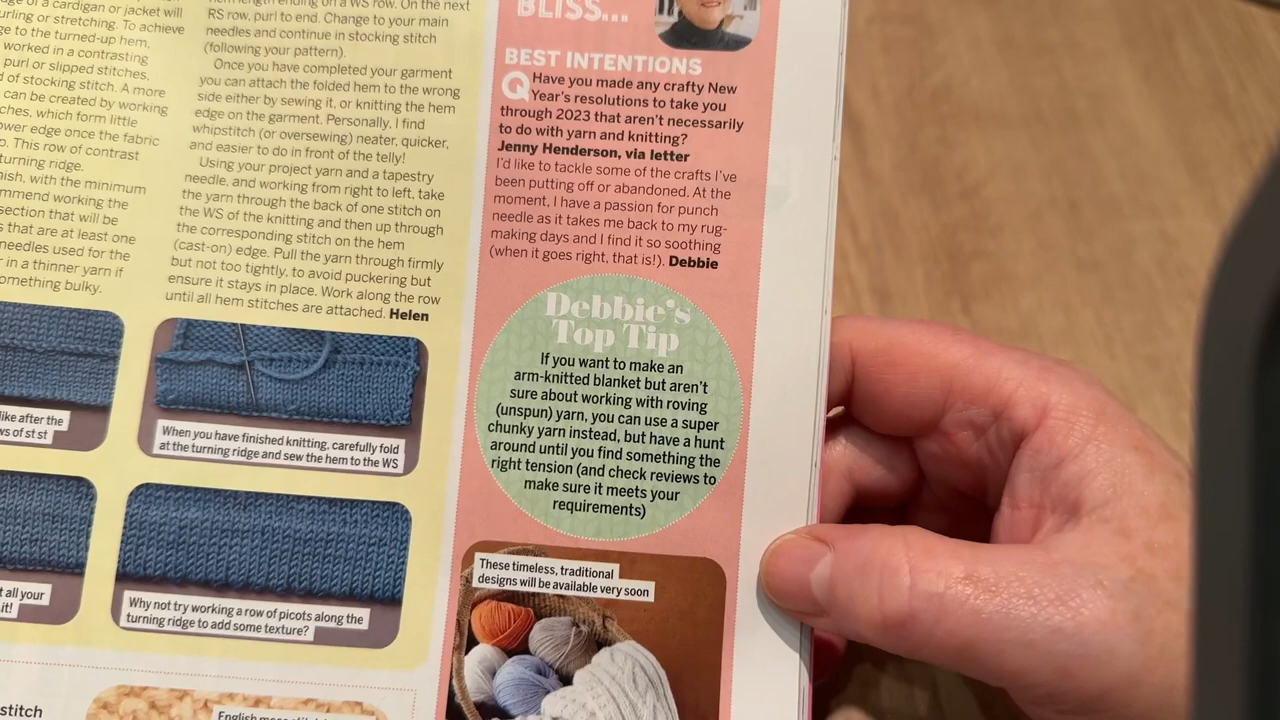 of a cardigan or jacket will
urling or stretching. To achieve
ge to the turned-up hem,
worked in a contrasting
purl or slipped stitches,
of stocking stitch. A more
can be created by working
ches, which form little
ower edge once the fabric
p. This row of contrast
turning ridge.
nish, with the minimum
mmend working the
section that will be
s that are at least one
needles used for the
r in a thinner yarn if
omething bulky.
like after the
ws of st st
t all your
it!
stitch
hem length ending on a WS row. On the next
RS row, purl to end. Change to your main
needles and continue in stocking stitch
(following your pattern).
Once you have completed your garment
you can attach the folded hem to the wrong
side either by sewing it, or knitting the hem
edge on the garment. Personally, I find
whipstitch (or oversewing) neater, quicker,
and easier to do in front of the telly!
Using your project yarn and a tapestry
needle, and working from right to left, take
the yarn through the back of one stitch on
the WS of the knitting and then up through
the corresponding stitch on the hem
(cast-on) edge. Pull the yarn through firmly
but not too tightly, to avoid puckering but
ensure it stays in place. Work along the row
until all hem stitches are attached. Helen
When you have finished knitting, carefully fold
at the turning ridge and sew the hem to the WS
Why not try working a row of picots along the
turning ridge to add some texture?
English
BLISS...
BEST INTENTIONS
Q Have you made any crafty New
Year's resolutions to take you
through 2023 that aren't necessarily
to do with yarn and knitting?
Jenny Henderson, via letter
I'd like to tackle some of the crafts I've
been putting off or abandoned. At the
moment, I have a passion for punch
needle as it takes me back to my rug-
making days and I find it so soothing
(when it goes right, that is!). Debbie
Debbie's
Top Tip
If you want to make an
arm-knitted blanket but aren't
sure about working with roving
(unspun) yarn, you can use a super
chunky yarn instead, but have a hunt
around until you find something the
right tension (and check reviews to
make sure it meets your
requirements)
These timeless, traditional
designs will be available very soon